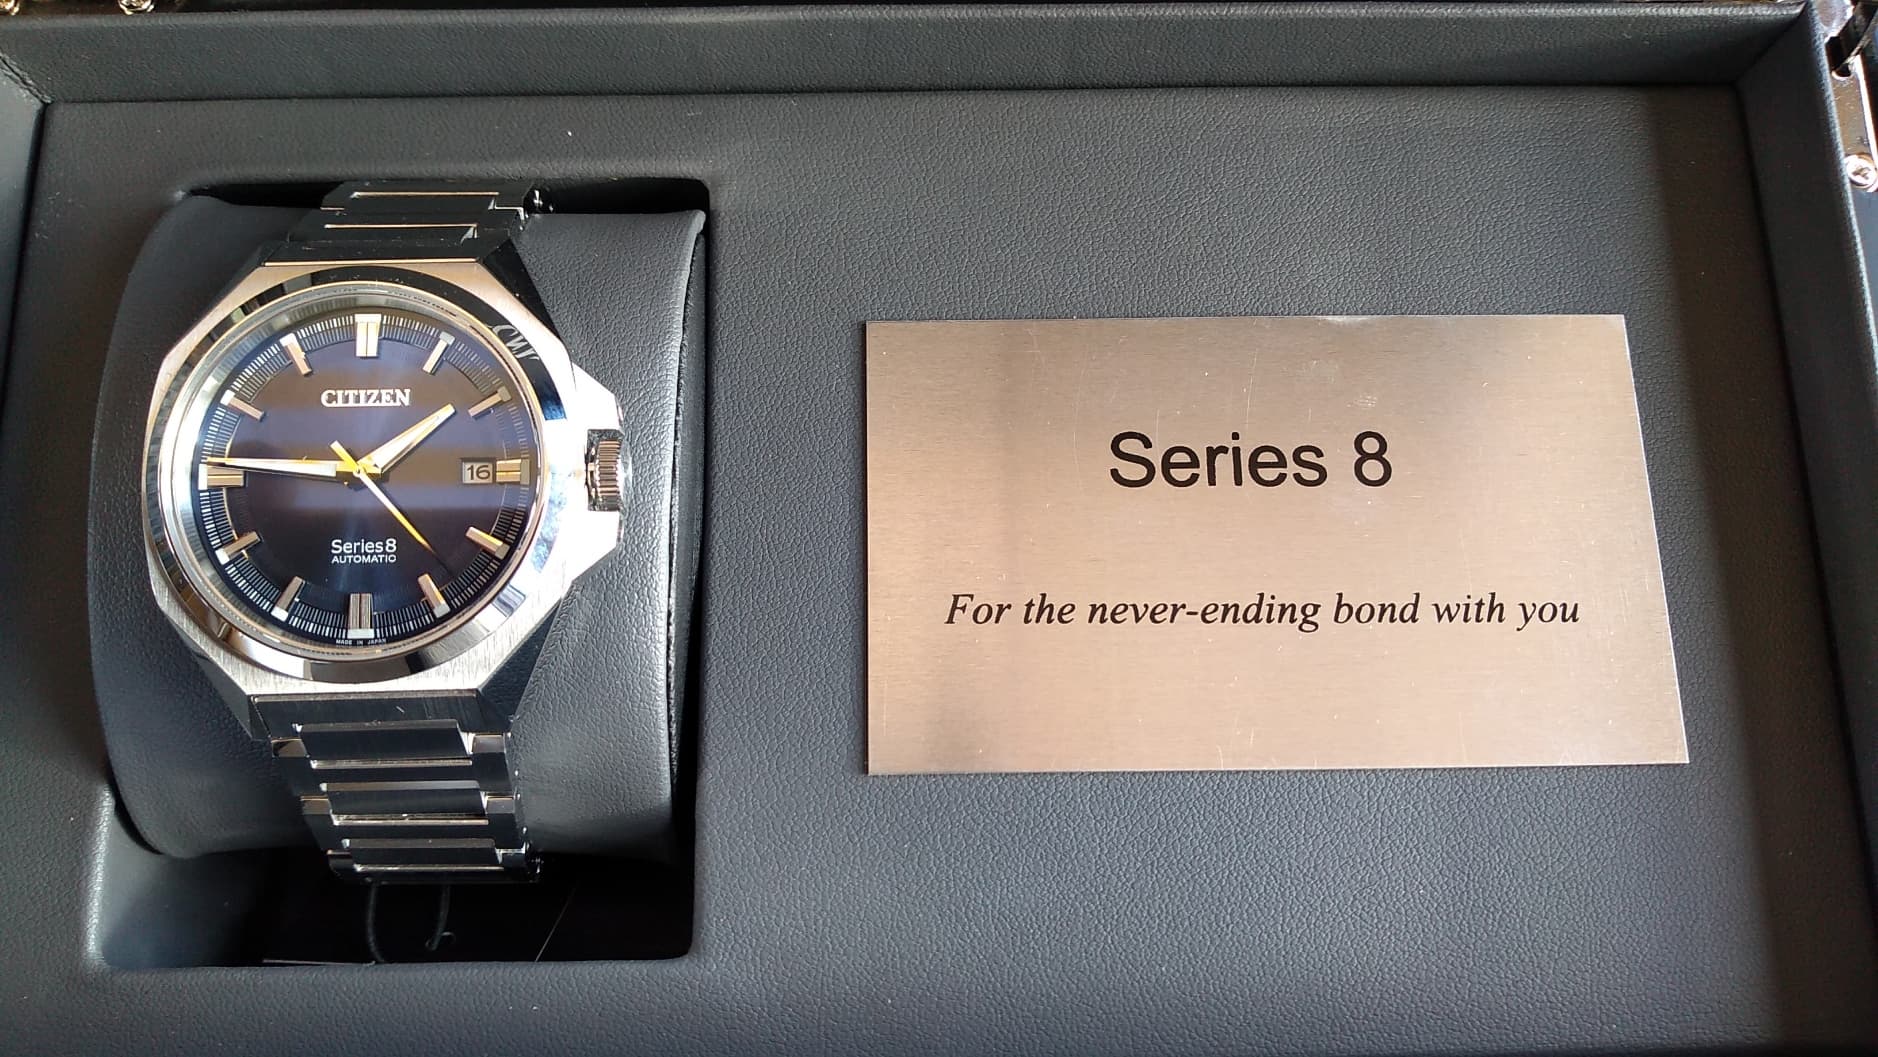 CITIZEN
16
Series 8
AUTOMATIC
MADE IN JAPAN
Series 8
For the never-ending bond with you